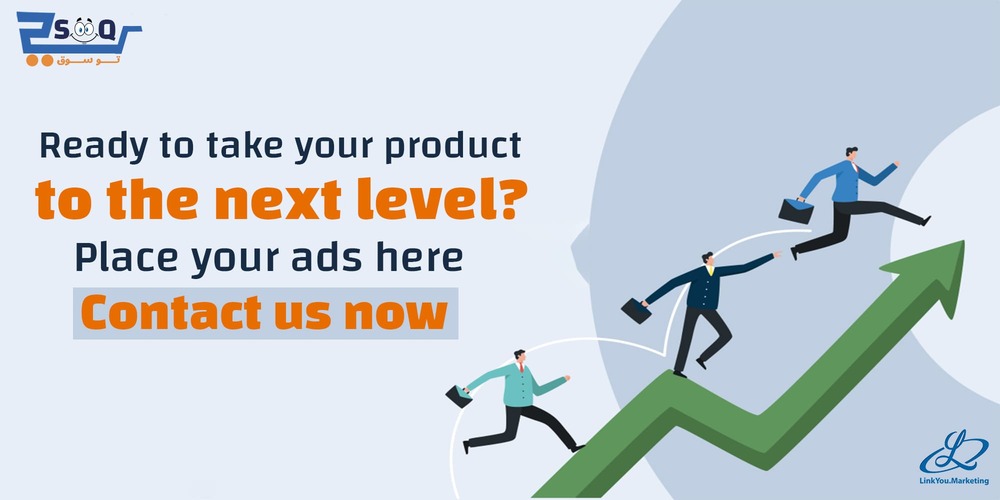 2SOOQ
تو سوق
Ready to take your product
to the next level?
Place your ads here
Contact us now
LinkYou.Marketing